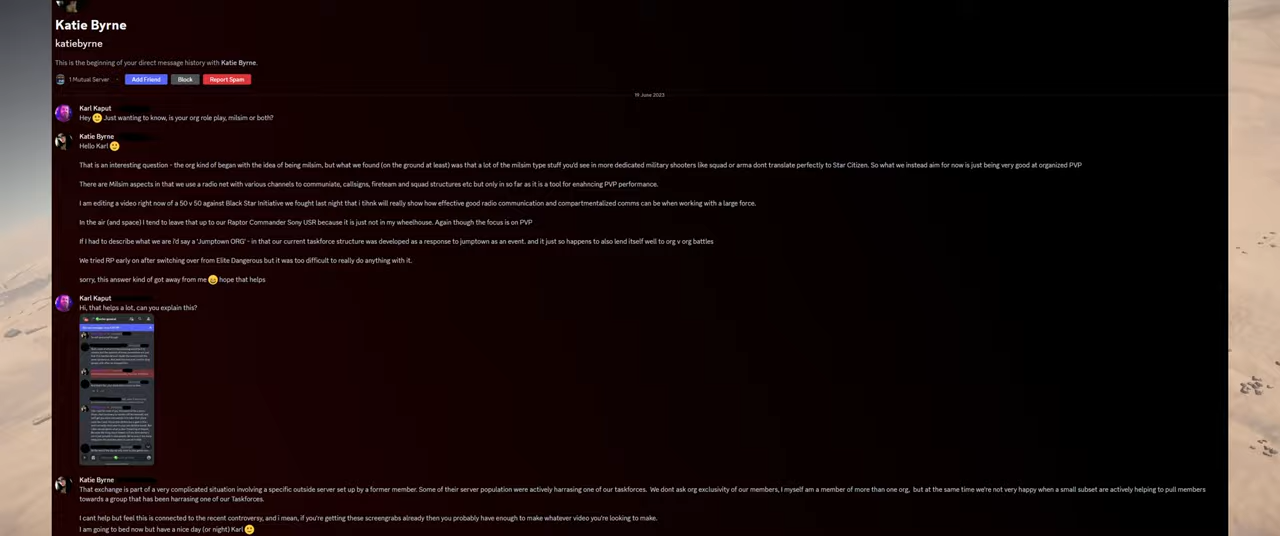 Katie Byrne
katiebyrne
This is the beginning of your direct message history with Katie Byrne.
1 Mutual Server
Add Friend
Block
Report Spam
19 June 2023
Karl Kaput
Hey 🙂 Just wanting to know, is your org role play, milsim or both?
Katie Byrne
Hello Karl 🙂
That is an interesting question - the org kind of began with the idea of being milsim, but what we found (on the ground at least) was that a lot of the milsim type stuff you'd see in more dedicated military shooters like squad or arma dont translate perfectly to Star Citizen. So what we instead aim for now is just being very good at organized PVP
There are Milsim aspects in that we use a radio net with various channels to communiate, callsigns, fireteam and squad structures etc but only in so far as it is a tool for enahncing PVP performance.
I am editing a video right now of a 50 v 50 against Black Star Initiative we fought last night that i tihnk will really show how effective good radio communication and compartmentalized comms can be when working with a large force.
In the air (and space) I tend to leave that up to our Raptor Commander Sony USR because it is just not in my wheelhouse. Again though the focus is on PVP
If I had to describe what we are i'd say a 'Jumptown ORG' - in that our current taskforce structure was developed as a response to jumptown as an event. and it just so happens to also lend itself well to org v org battles
We tried RP early on after switching over from Elite Dangerous but it was too difficult to really do anything with it.
sorry, this answer kind of got away from me 😄 hope that helps
Karl Kaput
Hi, that helps a lot, can you explain this?
Katie Byrne
That exchange is part of a very complicated situation involving a specific outside server set up by a former member. Some of their server population were actively harrasing one of our taskforces. We dont ask org exclusivity of our members, I myself am a member of more than one org, but at the same time we're not very happy when a small subset are actively helping to pull members
towards a group that has been harrasing one of our Taskforces.
I cant help but feel this is connected to the recent controversy, and i mean, if you're getting these screengrabs already then you probably have enough to make whatever video you're looking to make.
I am going to bed now but have a nice day (or night) Karl 🙂